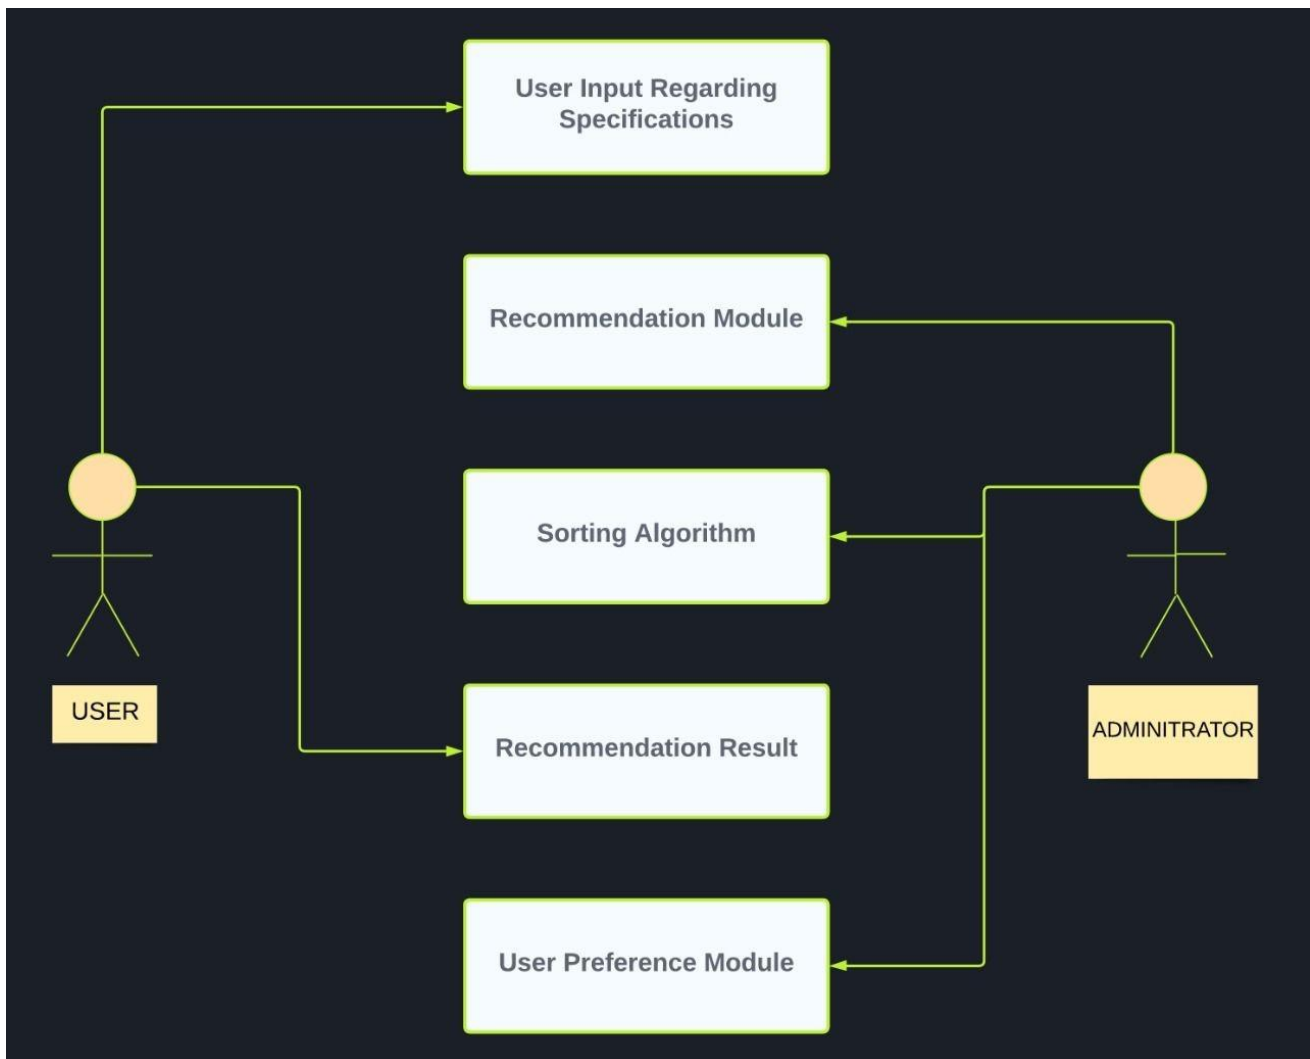 User Input Regarding
Specifications
Recommendation Module
Sorting Algorithm
USER
Recommendation Result
ADMINITRATOR
User Preference Module